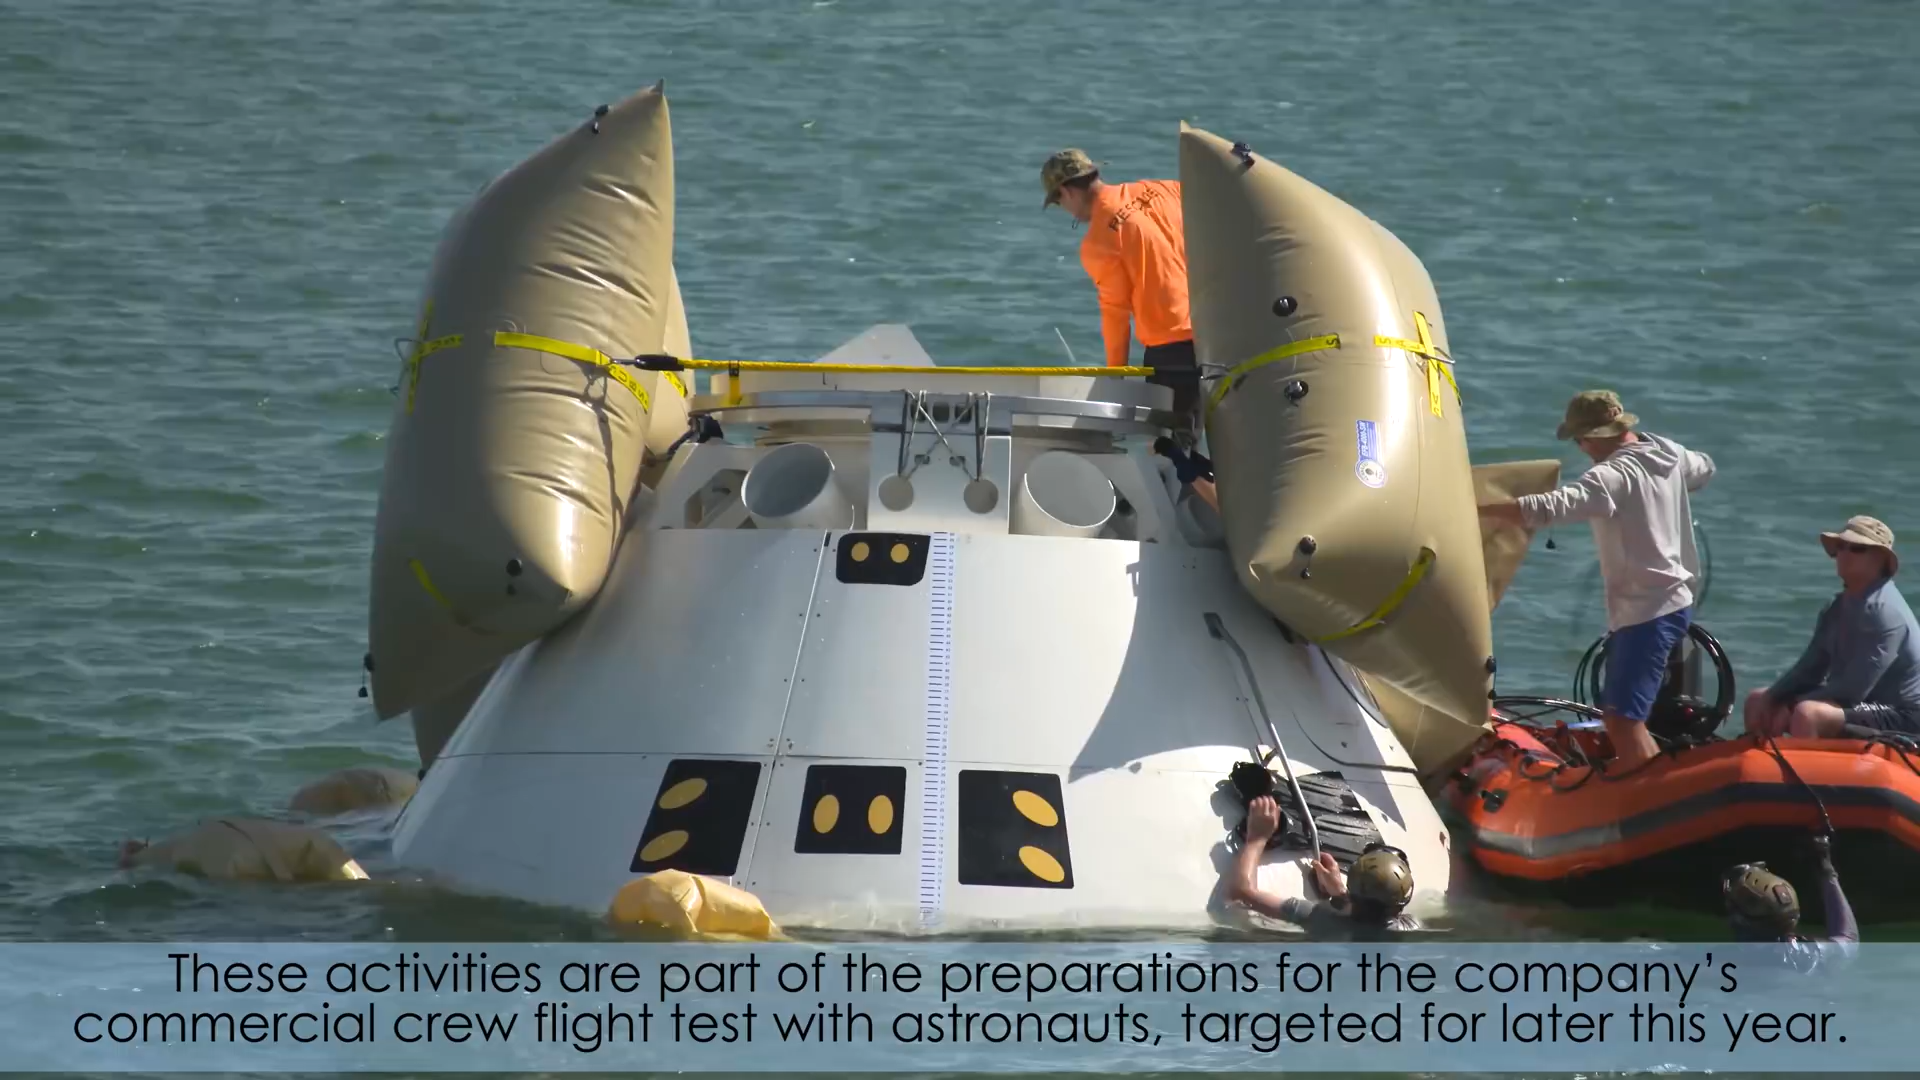 RESCUE
These activities are part of the preparations for the company’s
commercial crew flight test with astronauts, targeted for later this year.